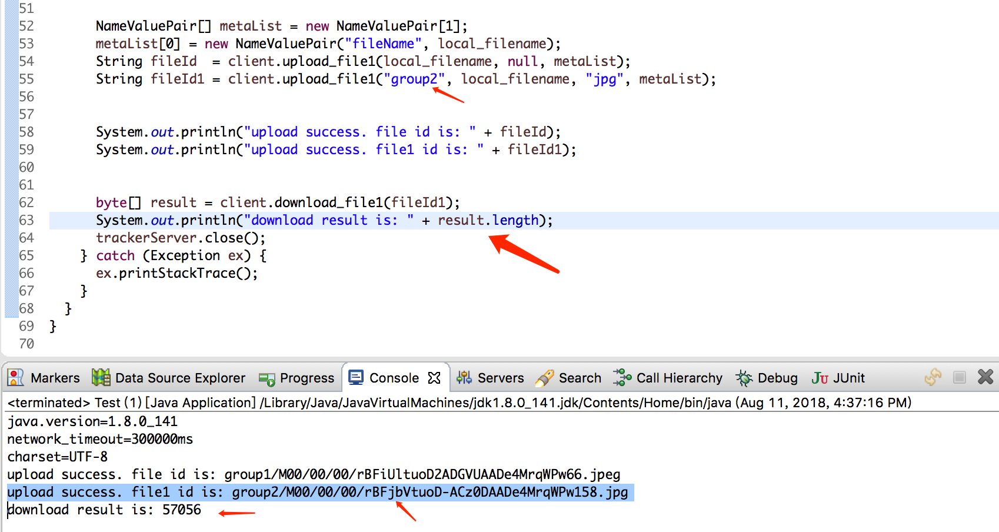 51
52 NameValuePair[] metaList = new NameValuePair[1];
53 metaList[0] = new NameValuePair("fileName", local_filename);
54 String fileId  = client.upload_file1(local_filename, null, metaList);
55 String fileId1 = client.upload_file1("group2", local_filename, "jpg", metaList);
56
57
58 System.out.println("upload success. file id is: " + fileId);
59 System.out.println("upload success. file1 id is: " + fileId1);
60
61
62 byte[] result = client.download_file1(fileId1);
63 System.out.println("download result is: " + result.length);
64 trackerServer.close();
65 } catch (Exception ex) {
66 ex.printStackTrace();
67 }
68 }
69 }
70
Markers Data Source Explorer Progress Console Servers Search Call Hierarchy Debug Ju JUnit
<terminated> Test (1) [Java Application] /Library/Java/JavaVirtualMachines/jdk1.8.0_141.jdk/Contents/Home/bin/java (Aug 11, 2018, 4:37:16 PM)
java.version=1.8.0_141
network_timeout=300000ms
charset=UTF-8
upload success. file id is: group1/M00/00/00/rBFiUltuoD2ADGVUAADe4MrqWPw66.jpeg
upload success. file1 id is: group2/M00/00/00/rBFjbVtuoD-ACz0DAADe4MrqWPw158.jpg
download result is: 57056